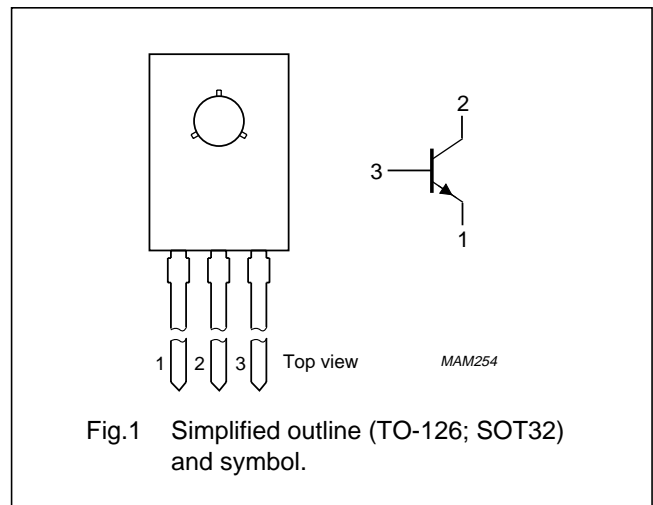 2
3
1
1 2 3 Top view
MAM254
Fig.1 Simplified outline (TO-126; SOT32)
and symbol.